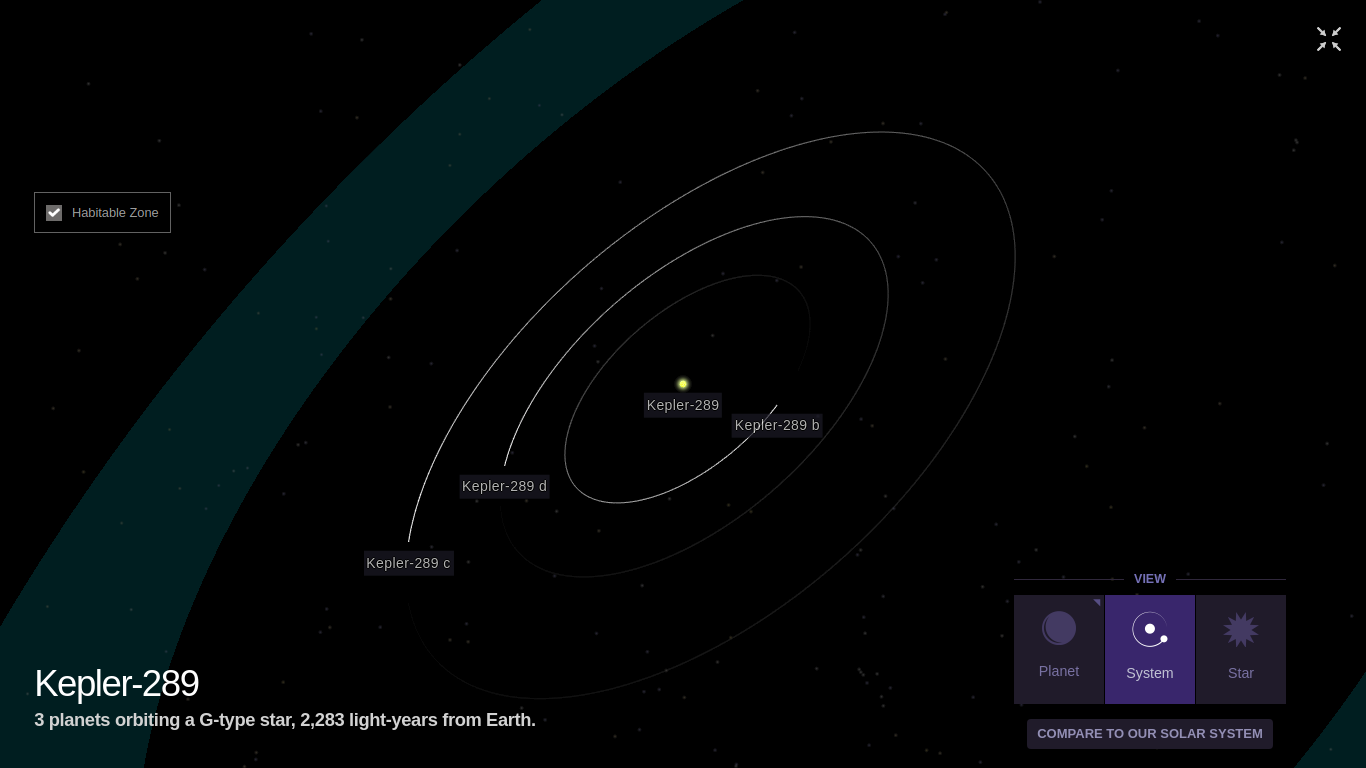 Habitable Zone
Kepler-289
Kepler-289 b
Kepler-289 d
Kepler-289 c
VIEW
Planet
System
Star
COMPARE TO OUR SOLAR SYSTEM
Kepler-289
3 planets orbiting a G-type star, 2,283 light-years from Earth.